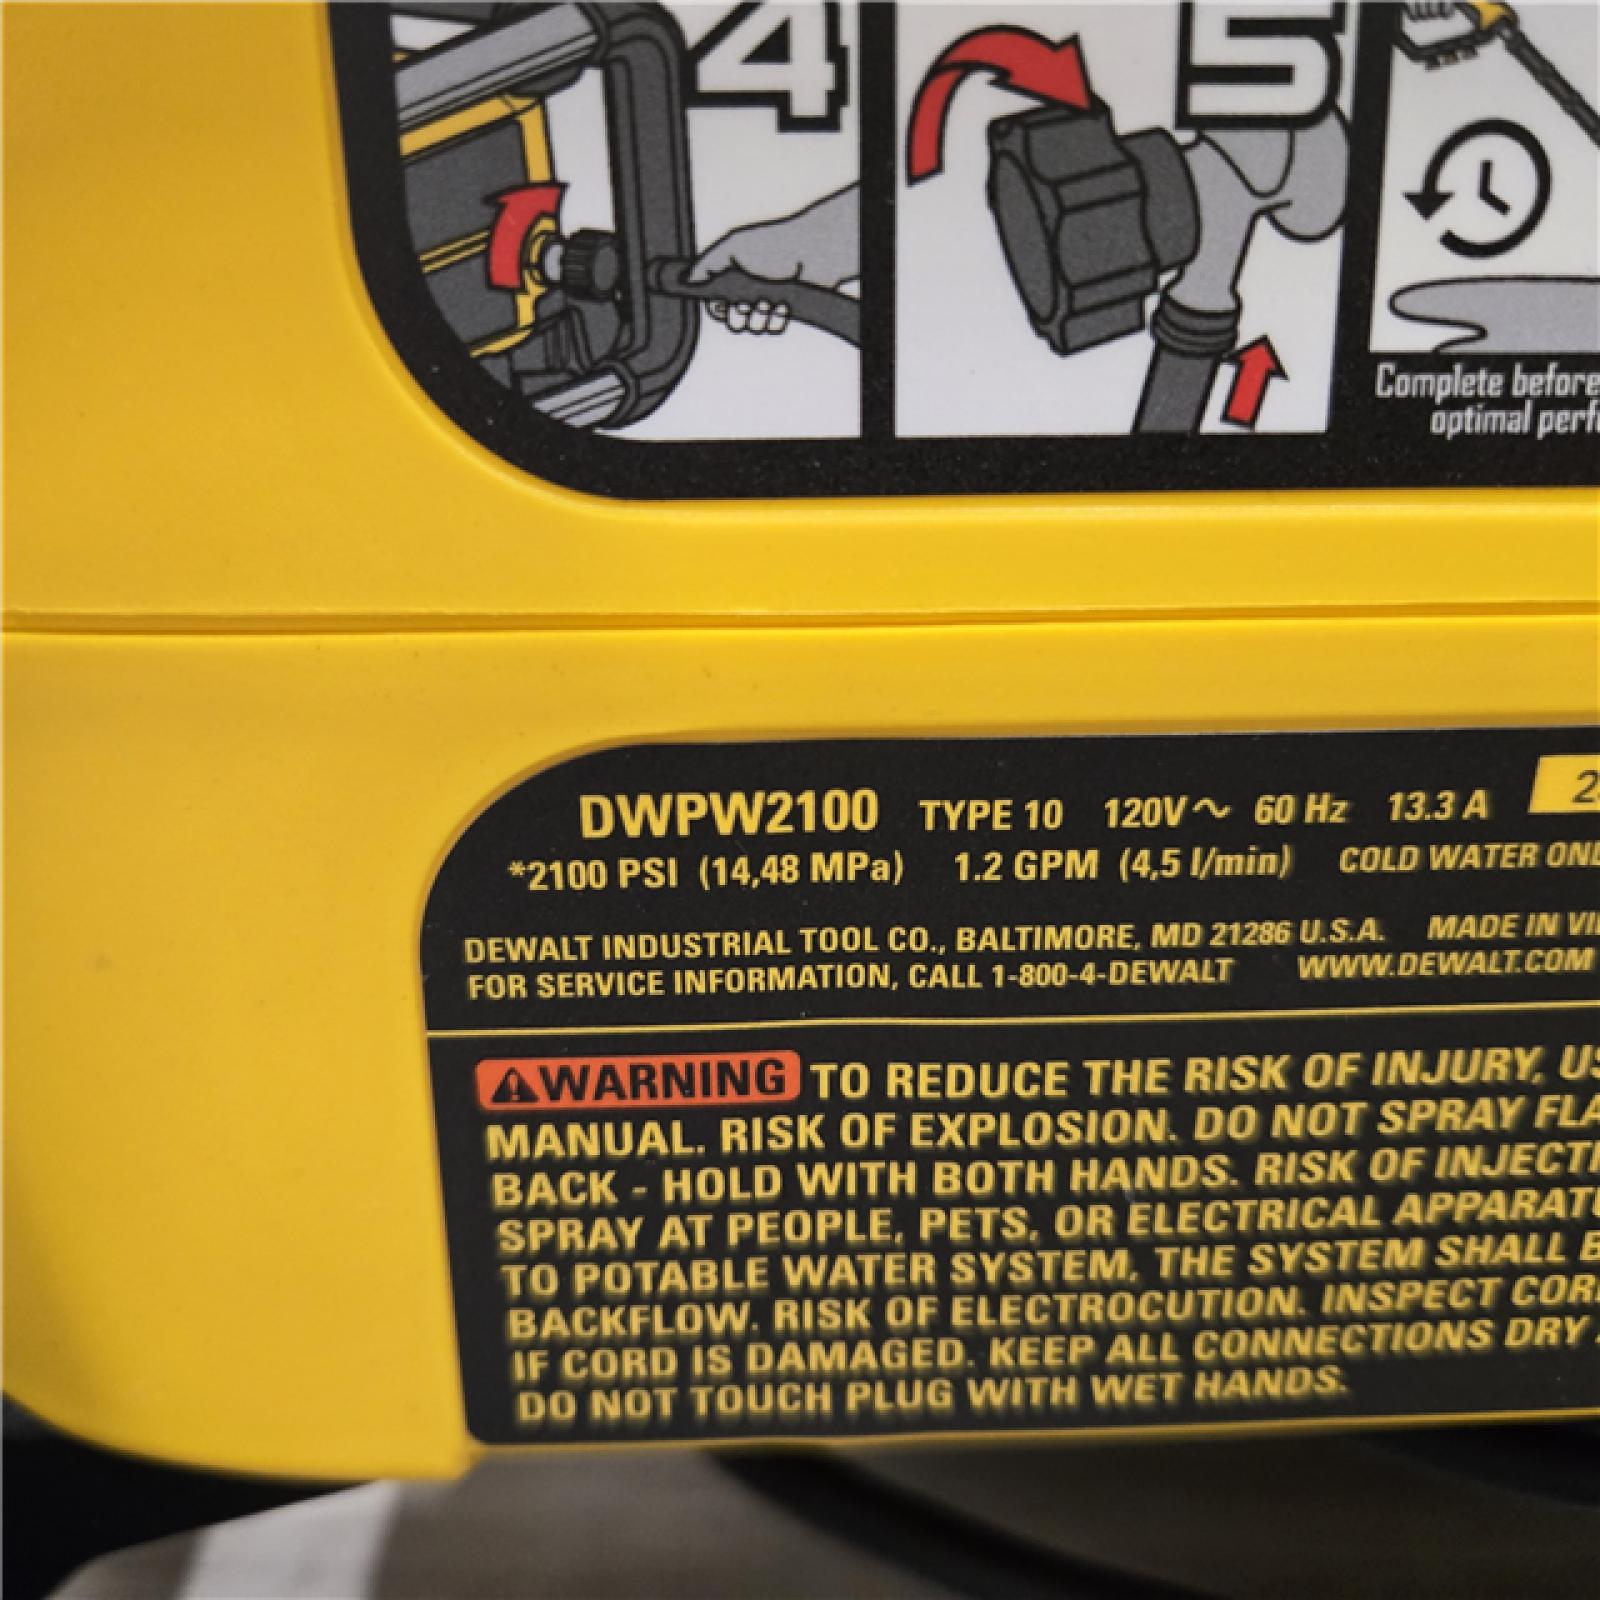 4
5
Complete before
optimal
DWPW2100 TYPE 10 120V~ 60 Hz 13.3 A
*2100 PSI (14,48 MPa) 1.2 GPM (4,5 l/min) COLD WATER
DEWALT INDUSTRIAL TOOL CO., BALTIMORE, MD 21286 U.S.A. MADE IN
FOR SERVICE INFORMATION, CALL 1-800-4-DEWALT WWW.DEWALT.COM
WARNING TO REDUCE THE RISK OF INJURY,
MANUAL. RISK OF EXPLOSION. DO NOT SPRAY
BACK - HOLD WITH BOTH HANDS. RISK OF
SPRAY AT PEOPLE, PETS, OR ELECTRICAL
TO POTABLE WATER SYSTEM, THE SYSTEM SHALL
BACKFLOW. RISK OF ELECTROCUTION. INSPECT
IF CORD IS DAMAGED. KEEP ALL CONNECTIONS DRY
DO NOT TOUCH PLUG WITH WET HANDS.